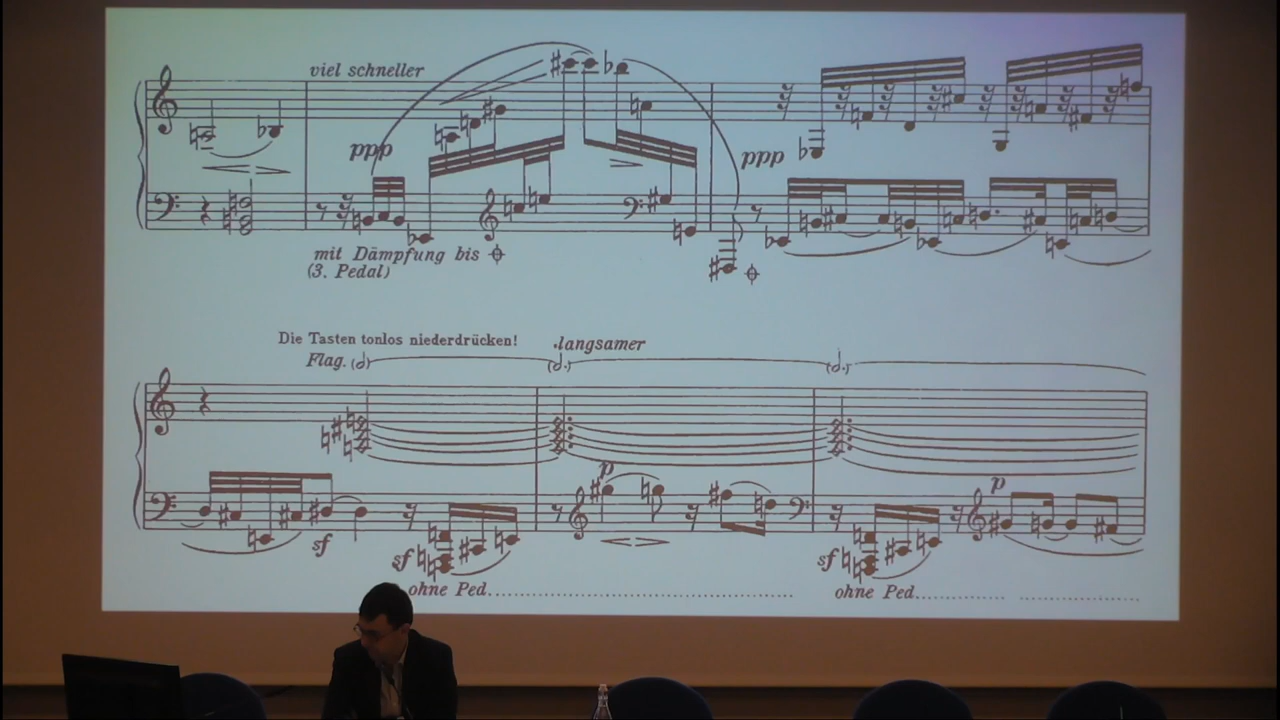 viel schneller
ppp
ppp
mit Dämpfung bis
(3. Pedal)
Die Tasten tonlos niederdrücken!
Flag.
langsamer
p
p
sf
sf
sf
ohne Ped.
ohne Ped.